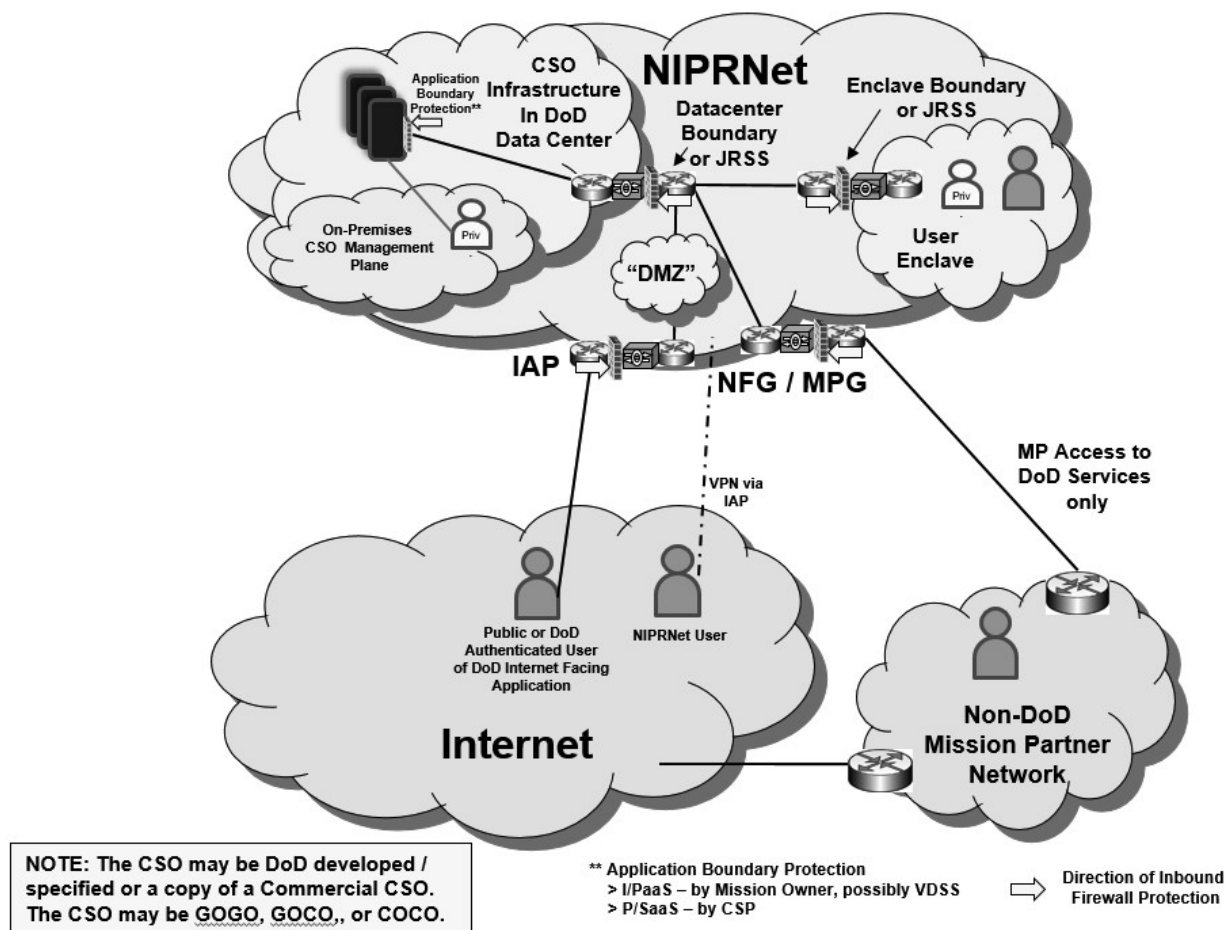 NIPRNet
CSO
Infrastructure
In DoD
Data Center
Application
Boundary
Protection**
Datacenter
Boundary
or JRSS
Enclave Boundary
or JRSS
On-Premises
CSO Management
Plane
Priv
Priv
User
Enclave
“DMZ”
IAP
NFG / MPG
VPN via
IAP
MP Access to
DoD Services
only
Public or DoD
Authenticated User
of DoD Internet Facing
Application
NIPRNet User
Internet
Non-DoD
Mission Partner
Network
NOTE: The CSO may be DoD developed /
specified or a copy of a Commercial CSO.
The CSO may be GOGO, GOCO,, or COCO.
** Application Boundary Protection
> I/PaaS – by Mission Owner, possibly VDSS
> P/SaaS – by CSP
Direction of Inbound
Firewall Protection